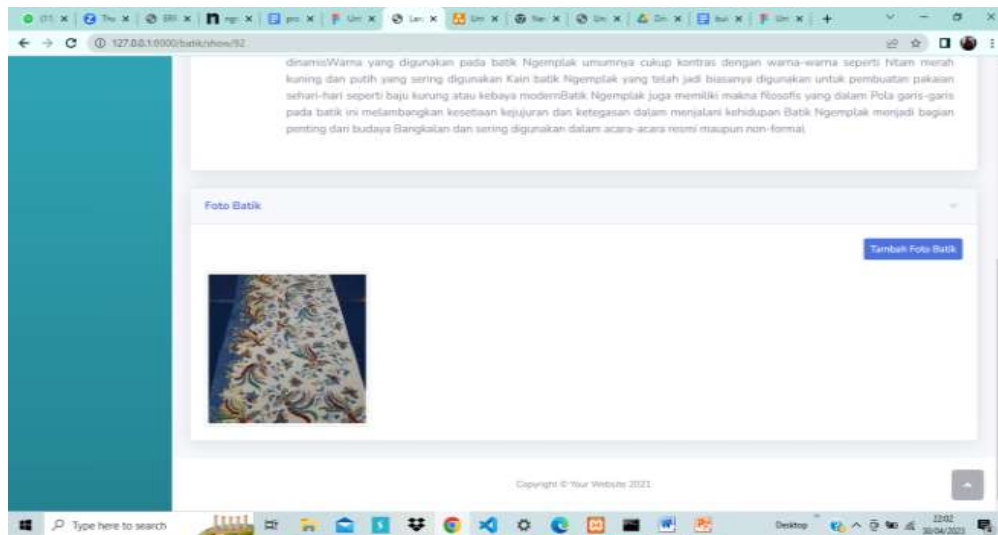 127.0.0.1:8000/batik/show/92
dinamisWarna yang digunakan pada batik Ngemplak umumnya cukup kontras dengan warna-warna seperti hitam merah
kuning dan putih yang sering digunakan Kain batik Ngemplak yang telah jadi biasanya digunakan untuk pembuatan pakaian
sehari-hari seperti baju kurung atau kebaya modernBatik Ngemplak juga memiliki makna filosofis yang dalam Pola garis-garis
pada batik ini melambangkan kesetiaan kejujuran dan ketegasan dalam menjalani kehidupan Batik Ngemplak menjadi bagian
penting dari budaya Bangkalan dan sering digunakan dalam acara-acara resmi maupun non-formal
Foto Batik
Tambah Foto Batik
Copyright © Your Website 2021
Type here to search
Desktop
22:02
30/04/2023